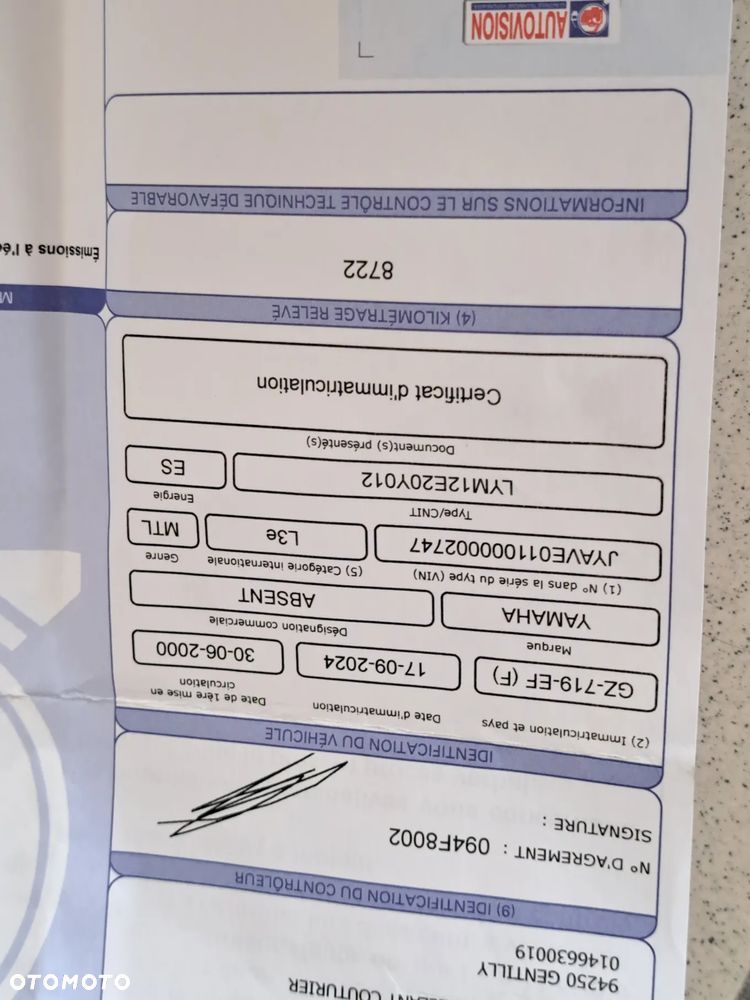 COUTURIER
94250 GENTILLY
0146630019
(9) IDENTIFICATION DU CONTRÔLEUR
N° D'AGREMENT : 094F8002
SIGNATURE :
IDENTIFICATION DU VÉHICULE
(2) Immatriculation et pays
Date d'immatriculation
Date de 1ère mise en circulation
GZ-719-EF (F)
17-09-2024
30-06-2000
Marque
Désignation commerciale
YAMAHA
ABSENT
(1) N° dans la série du type (VIN)
(5) Catégorie internationale
Genre
JYAVE011000002747
L3e
MTL
Type/CNIT
Energie
LYM12E20Y012
ES
Document(s) présenté(s)
Certificat d'immatriculation
(4) KILOMÉTRAGE RELEVÉ
8722
INFORMATIONS SUR LE CONTRÔLE TECHNIQUE DÉFAVORABLE
Émissions à l'é
AUTOVISION
OTOMOTO